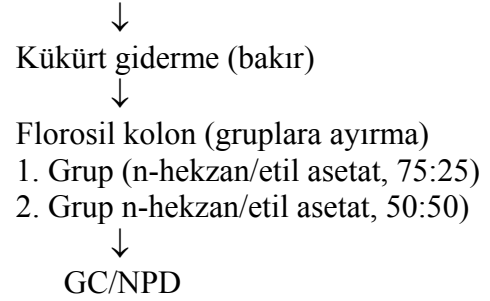 ↓
Kükürt giderme (bakır)
↓
Florosil kolon (gruplara ayırma)
1. Grup (n-hekzan/etil asetat, 75:25)
2. Grup n-hekzan/etil asetat, 50:50)
↓
GC/NPD